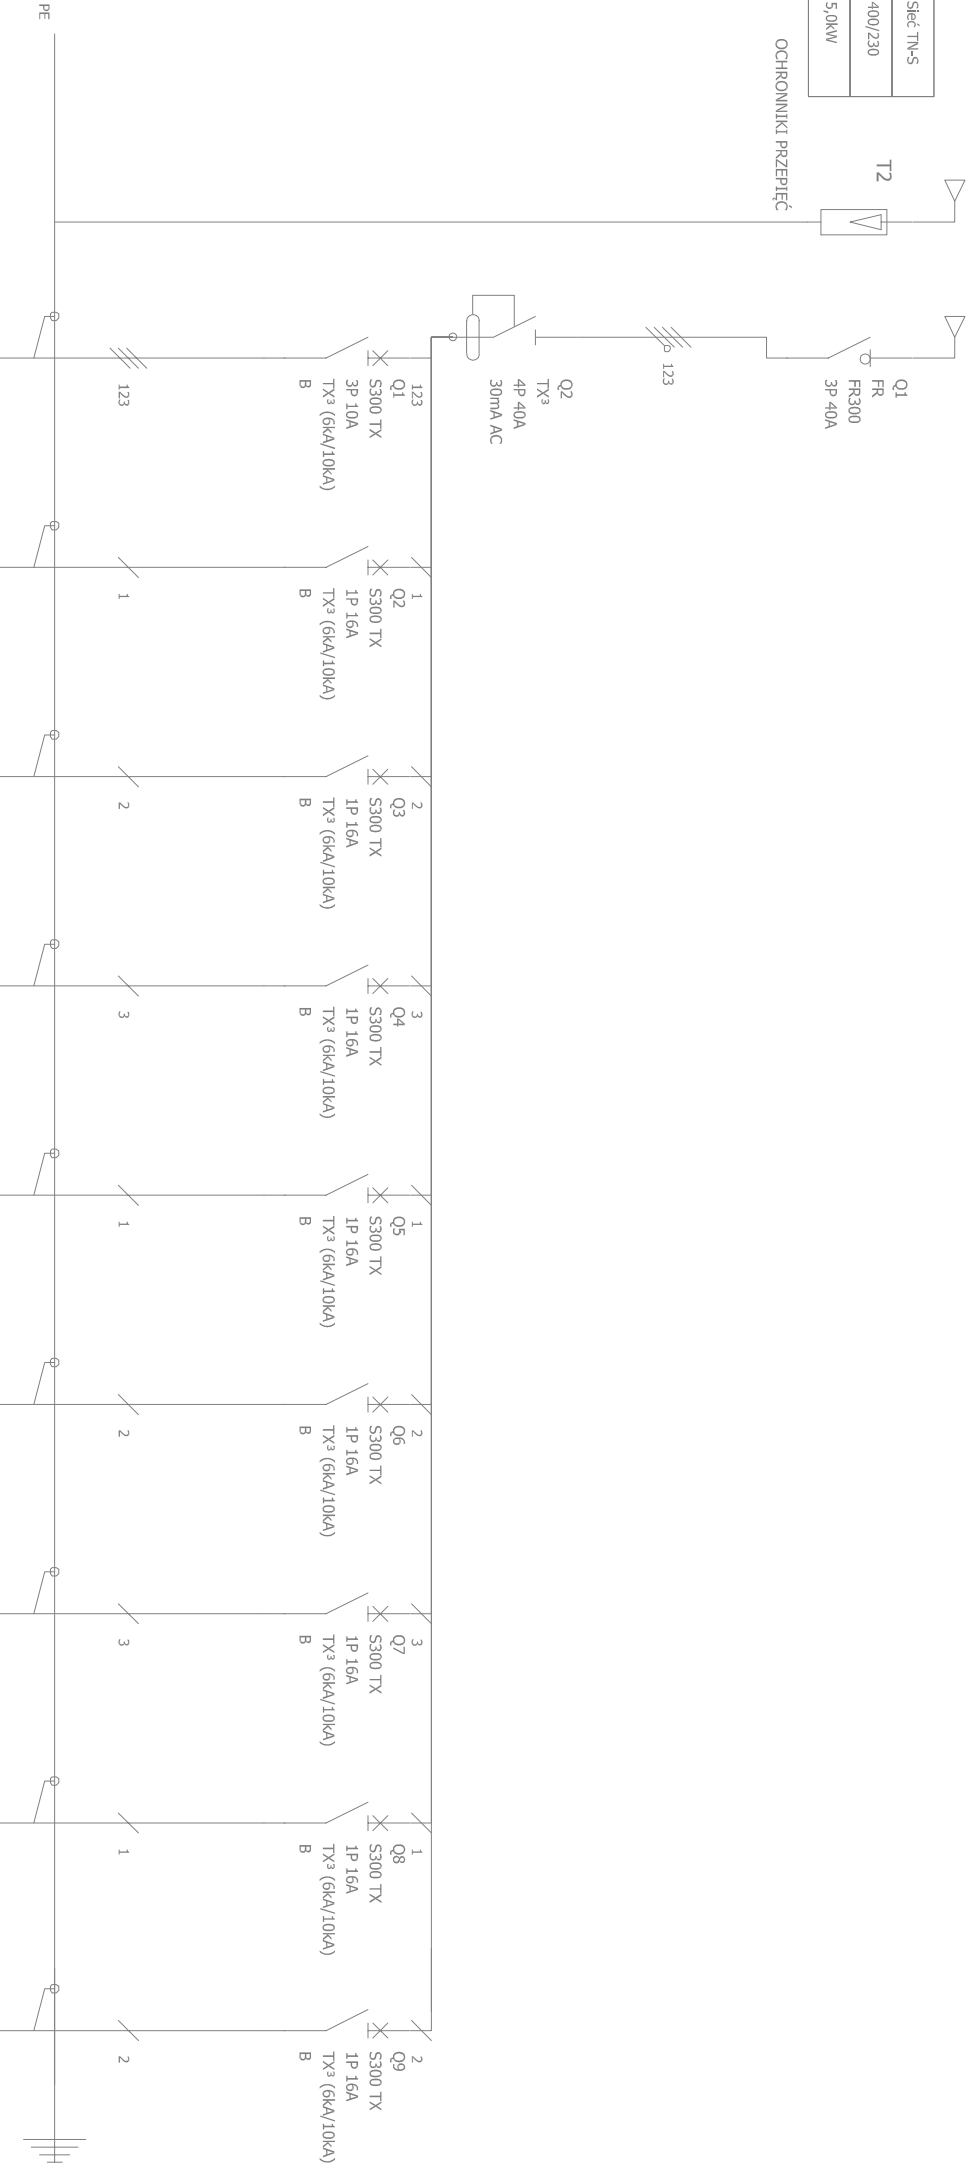 Sieć TN-S
400/230
5,0kW
T2
OCHRONNIKI PRZEPIĘĆ
Q1
FR
FR300
3P 40A
123
Q2
TX³
4P 40A
30mA AC
123
Q1
S300 TX
3P 10A
TX³ (6kA/10kA)
B
123
1
Q2
S300 TX
1P 16A
TX³ (6kA/10kA)
B
1
2
Q3
S300 TX
1P 16A
TX³ (6kA/10kA)
B
2
3
Q4
S300 TX
1P 16A
TX³ (6kA/10kA)
B
3
1
Q5
S300 TX
1P 16A
TX³ (6kA/10kA)
B
1
2
Q6
S300 TX
1P 16A
TX³ (6kA/10kA)
B
2
3
Q7
S300 TX
1P 16A
TX³ (6kA/10kA)
B
3
1
Q8
S300 TX
1P 16A
TX³ (6kA/10kA)
B
1
2
Q9
S300 TX
1P 16A
TX³ (6kA/10kA)
B
2
PE